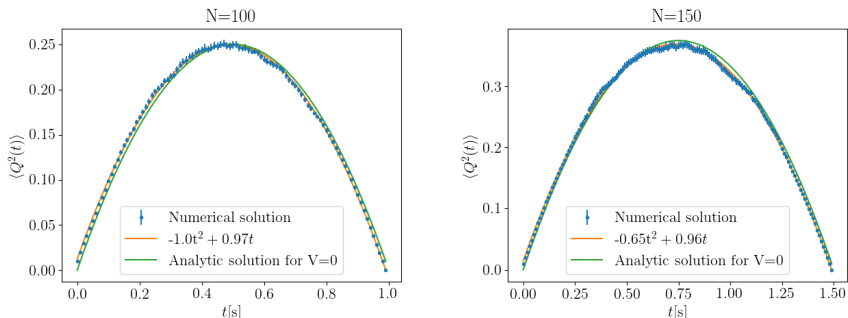 N=100
0.25
0.20
0.15
0.10
0.05
0.00
⟨Q²(t)⟩
Numerical solution
-1.0t² + 0.97t
Analytic solution for V=0
0.0 0.2 0.4 0.6 0.8 1.0
t[s]
N=150
0.3
0.2
0.1
0.0
⟨Q²(t)⟩
Numerical solution
-0.65t² + 0.96t
Analytic solution for V=0
0.00 0.25 0.50 0.75 1.00 1.25 1.50
t[s]